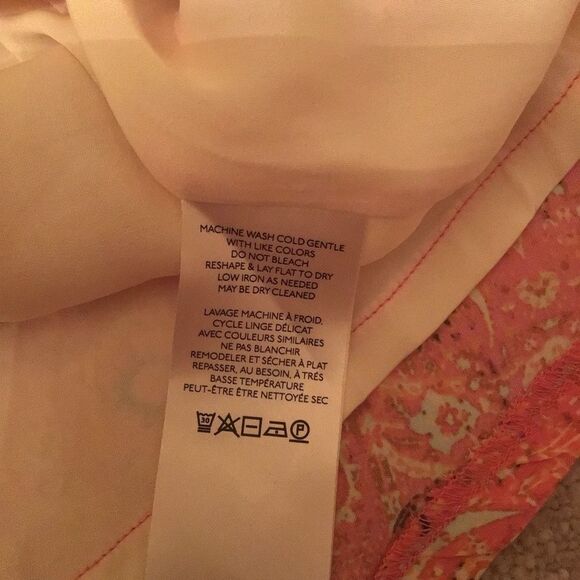 MACHINE WASH COLD GENTLE
WITH LIKE COLORS
DO NOT BLEACH
RESHAPE & LAY FLAT TO DRY
LOW IRON AS NEEDED
MAY BE DRY CLEANED
LAVAGE MACHINE À FROID,
CYCLE LINGE DÉLICAT
AVEC COULEURS SIMILAIRES
NE PAS BLANCHIR
REMODELER ET SÉCHER À PLAT
REPASSER, AU BESOIN, À TRÉS
BASSE TEMPÉRATURE
PEUT-ÊTRE ÊTRE NETTOYÉE SEC
30 P